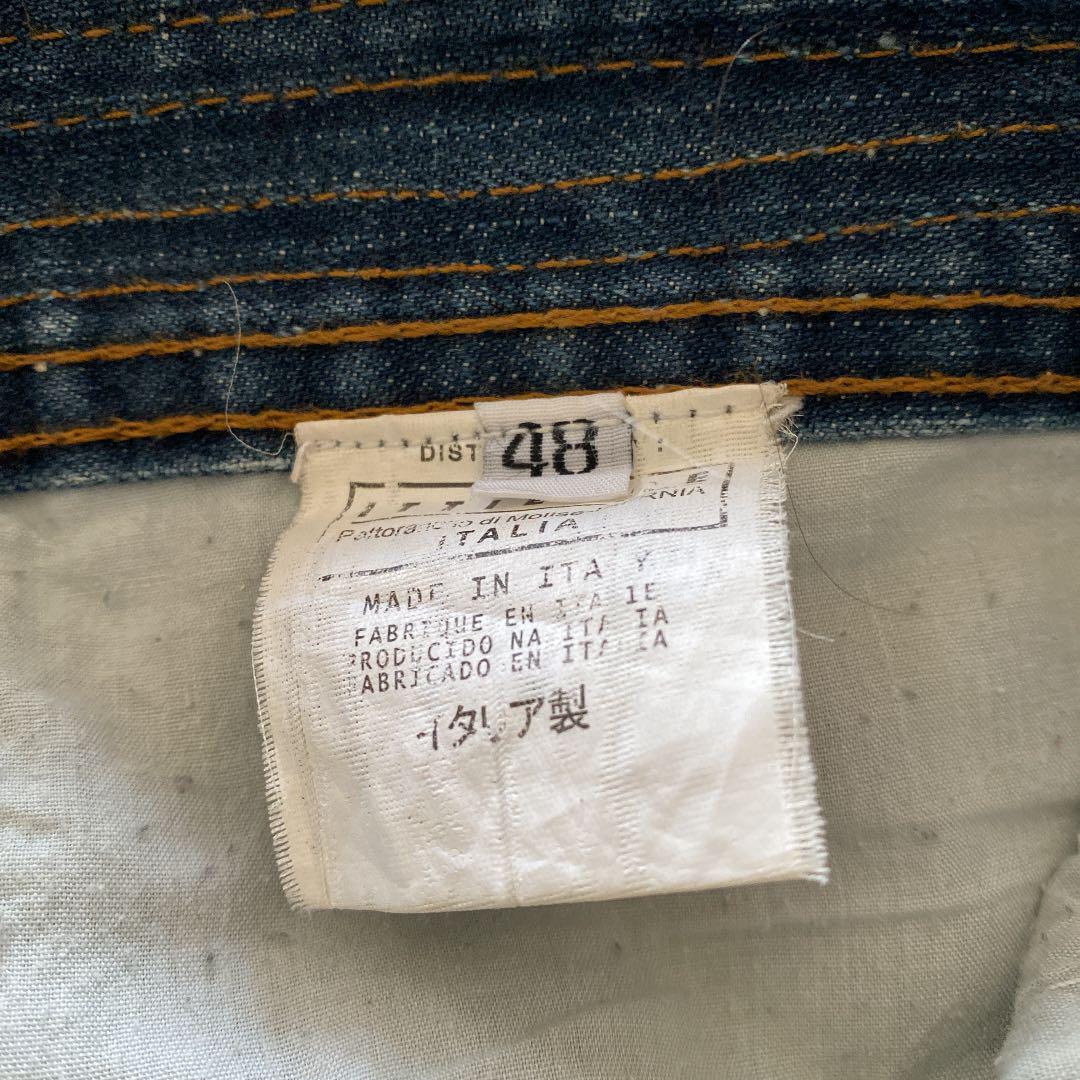 48
DIST
ITTIE
di Molise
ITALIA
MADE IN ITA Y
FABRIQUE EN ITA IE
PRODUCIDO NA ITA IA
ABRICADO EN ITA IA
イタリア製